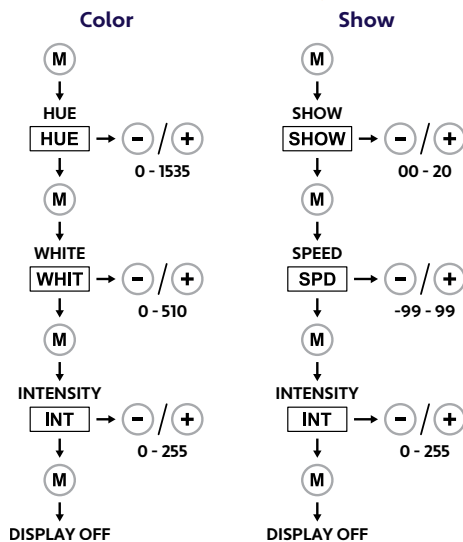 Color
M
HUE
HUE - / +
0 - 1535
M
WHITE
WHIT - / +
0 - 510
M
INTENSITY
INT - / +
0 - 255
M
DISPLAY OFF
Show
M
SHOW
SHOW - / +
00 - 20
M
SPEED
SPD - / +
-99 - 99
M
INTENSITY
INT - / +
0 - 255
M
DISPLAY OFF